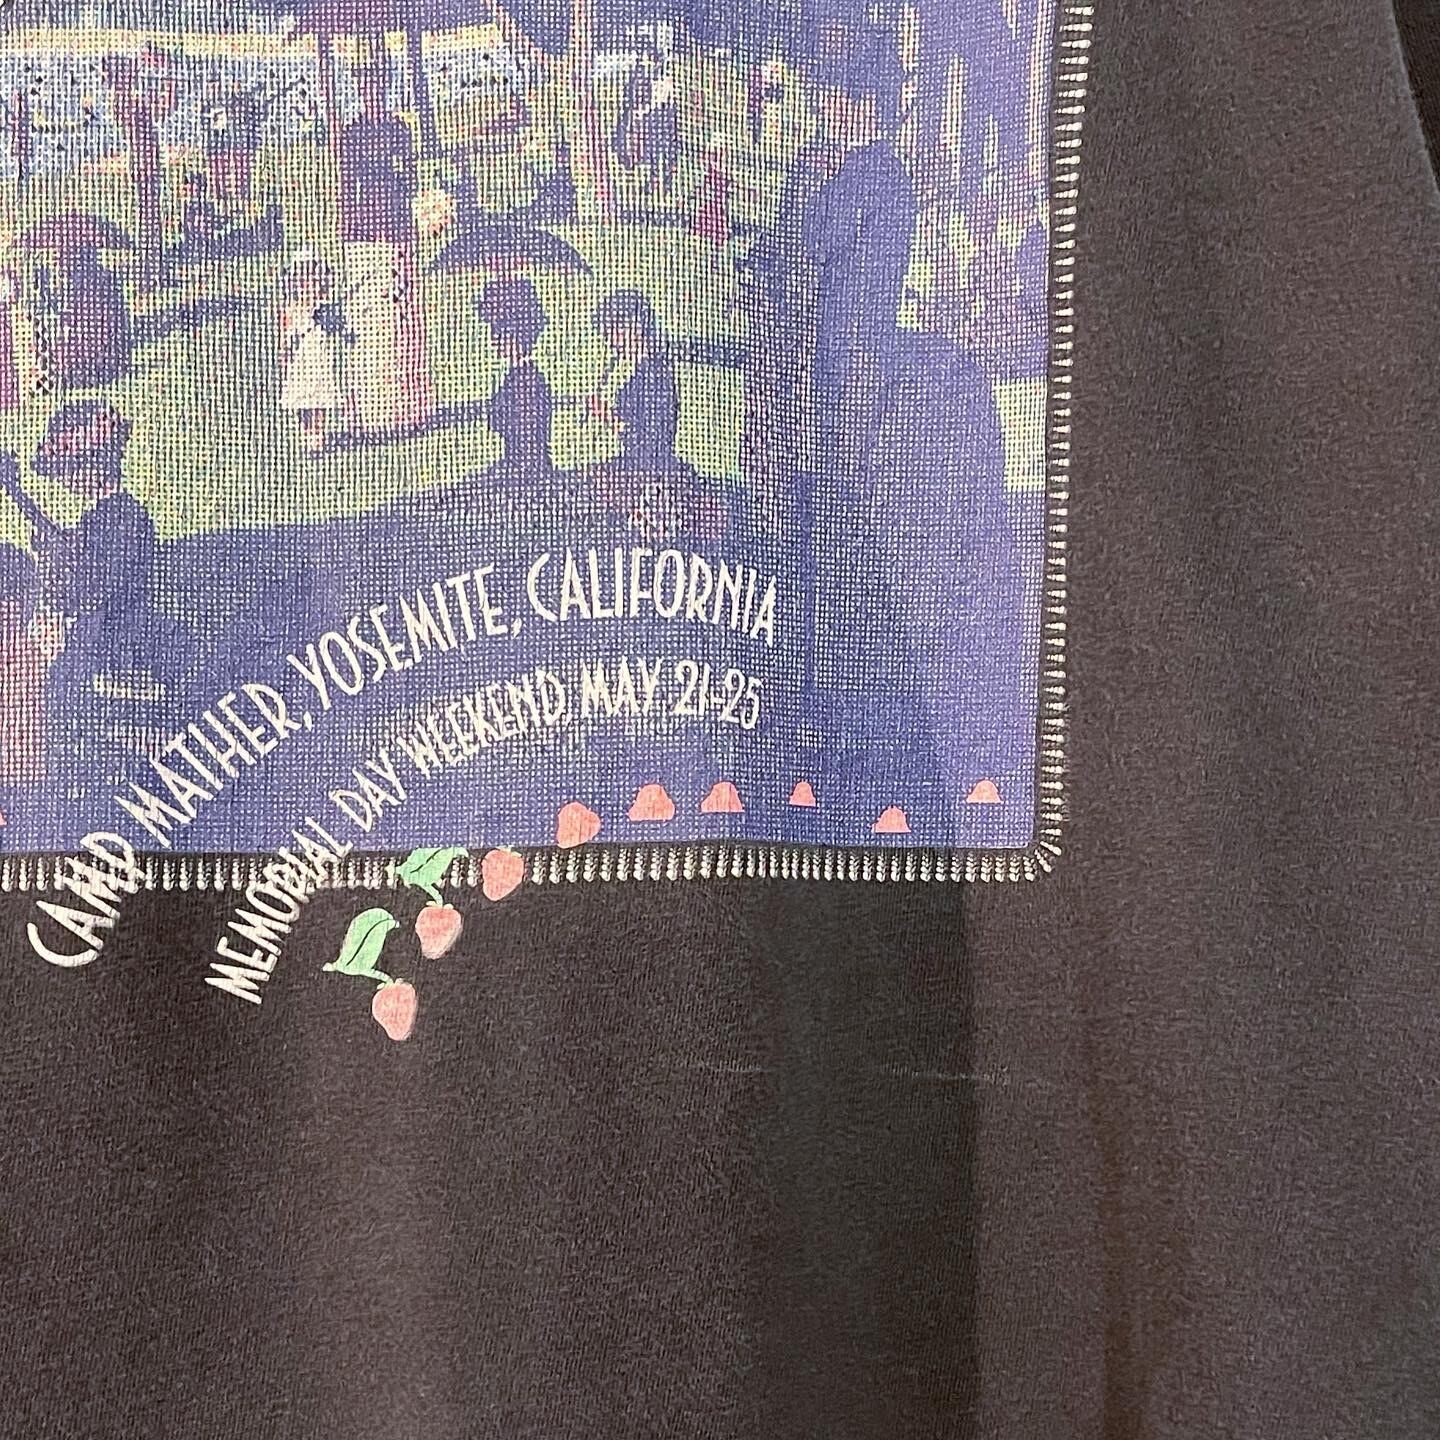 CAMP MATHER, YOSEMITE, CALIFORNIA
MEMORIAL DAY WEEKEND MAY 21-25